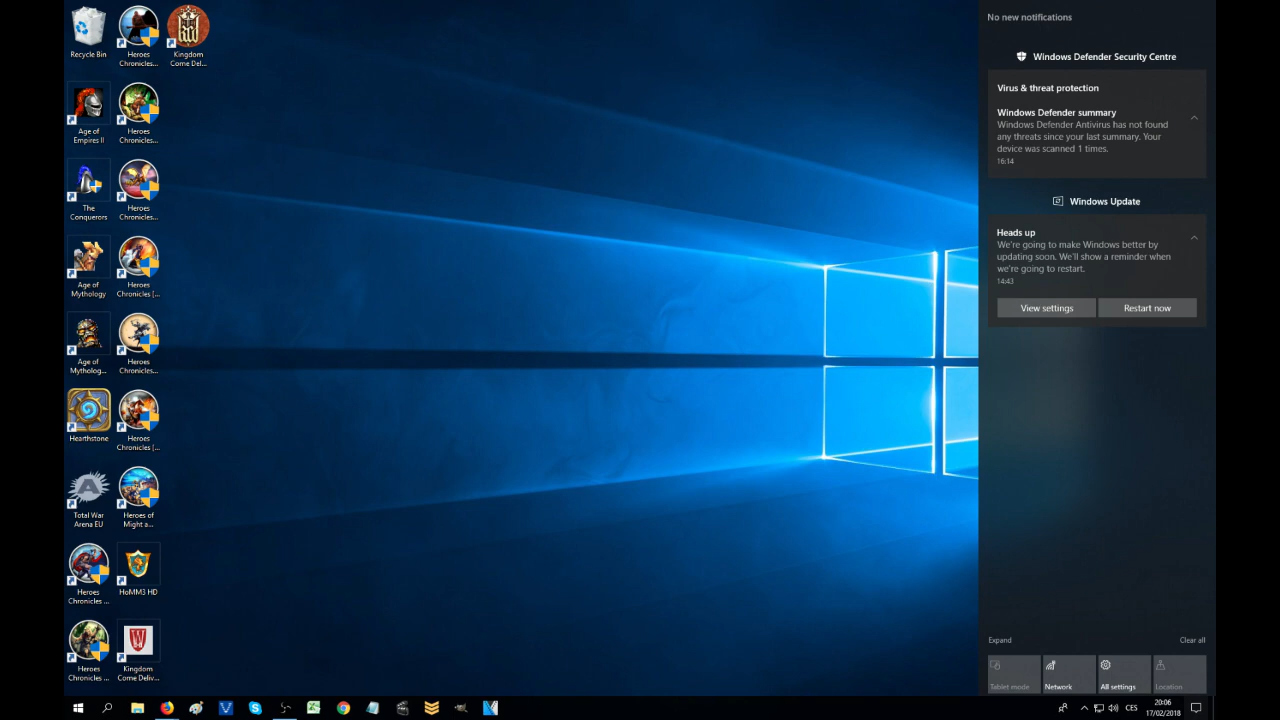 Recycle Bin
Heroes
Chronicles...
Kingdom
Come Del...
Age of
Empires II
Heroes
Chronicles...
The
Conquerors
Heroes
Chronicles...
Age of
Mythology
Heroes
Chronicles [...
Age of
Mytholog...
Heroes
Chronicles...
Hearthstone
Heroes
Chronicles [...
Total War
Arena EU
Heroes of
Might a...
Heroes
Chronicles ...
HoMM3 HD
Heroes
Chronicles ...
Kingdom
Come Deliv...
No new notifications
Windows Defender Security Centre
Virus & threat protection
Windows Defender summary
Windows Defender Antivirus has not found
any threats since your last summary. Your
device was scanned 1 times.
16:14
Windows Update
Heads up
We're going to make Windows better by
updating soon. We'll show a reminder when
we're going to restart.
14:43
View settings
Restart now
Expand
Clear all
Tablet mode
Network
All settings
Location
CES
20:06
17/02/2018